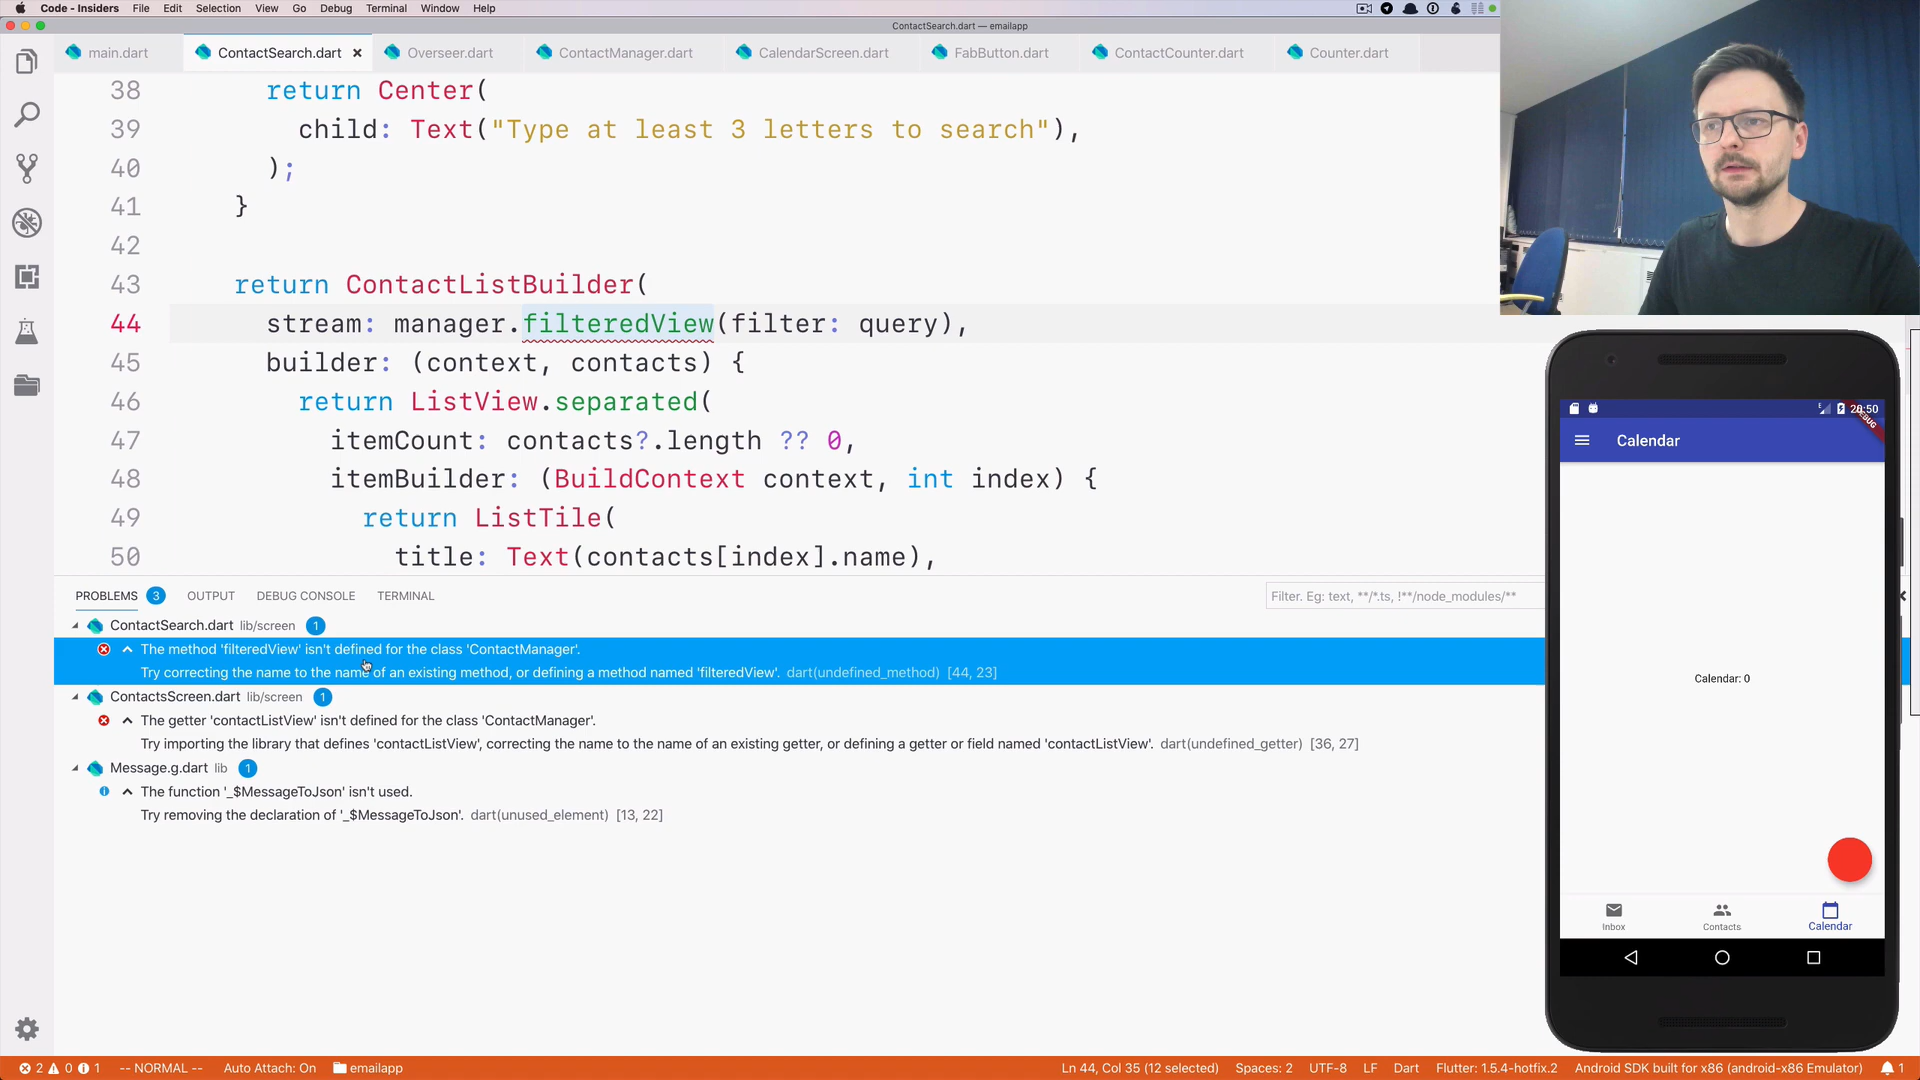 Code - Insiders File Edit Selection View Go Debug Terminal Window Help
ContactSearch.dart — emailapp
main.dart ContactSearch.dart Overseer.dart ContactManager.dart CalendarScreen.dart FabButton.dart ContactCounter.dart Counter.dart
38 return Center(
39 child: Text("Type at least 3 letters to search"),
40 );
41 }
42
43 return ContactListBuilder(
44 stream: manager.filteredView(filter: query),
45 builder: (context, contacts) {
46 return ListView.separated(
47 itemCount: contacts?.length ?? 0,
48 itemBuilder: (BuildContext context, int index) {
49 return ListTile(
50 title: Text(contacts[index].name),
PROBLEMS 3 OUTPUT DEBUG CONSOLE TERMINAL Filter. Eg: text, **/*.ts, !**/node_modules/**
ContactSearch.dart lib/screen 1
The method 'filteredView' isn't defined for the class 'ContactManager'.
Try correcting the name to the name of an existing method, or defining a method named 'filteredView'. dart(undefined_method) [44, 23]
ContactsScreen.dart lib/screen 1
The getter 'contactListView' isn't defined for the class 'ContactManager'.
Try importing the library that defines 'contactListView', correcting the name to the name of an existing getter, or defining a getter or field named 'contactListView'. dart(undefined_getter) [36, 27]
Message.g.dart lib 1
The function '_$MessageToJson' isn't used.
Try removing the declaration of '_$MessageToJson'. dart(unused_element) [13, 22]
20:50
DEBUG
Calendar
Calendar: 0
Inbox Contacts Calendar
2 0 1 -- NORMAL -- Auto Attach: On emailapp Ln 44, Col 35 (12 selected) Spaces: 2 UTF-8 LF Dart Flutter: 1.5.4-hotfix.2 Android SDK built for x86 (android-x86 Emulator) 1